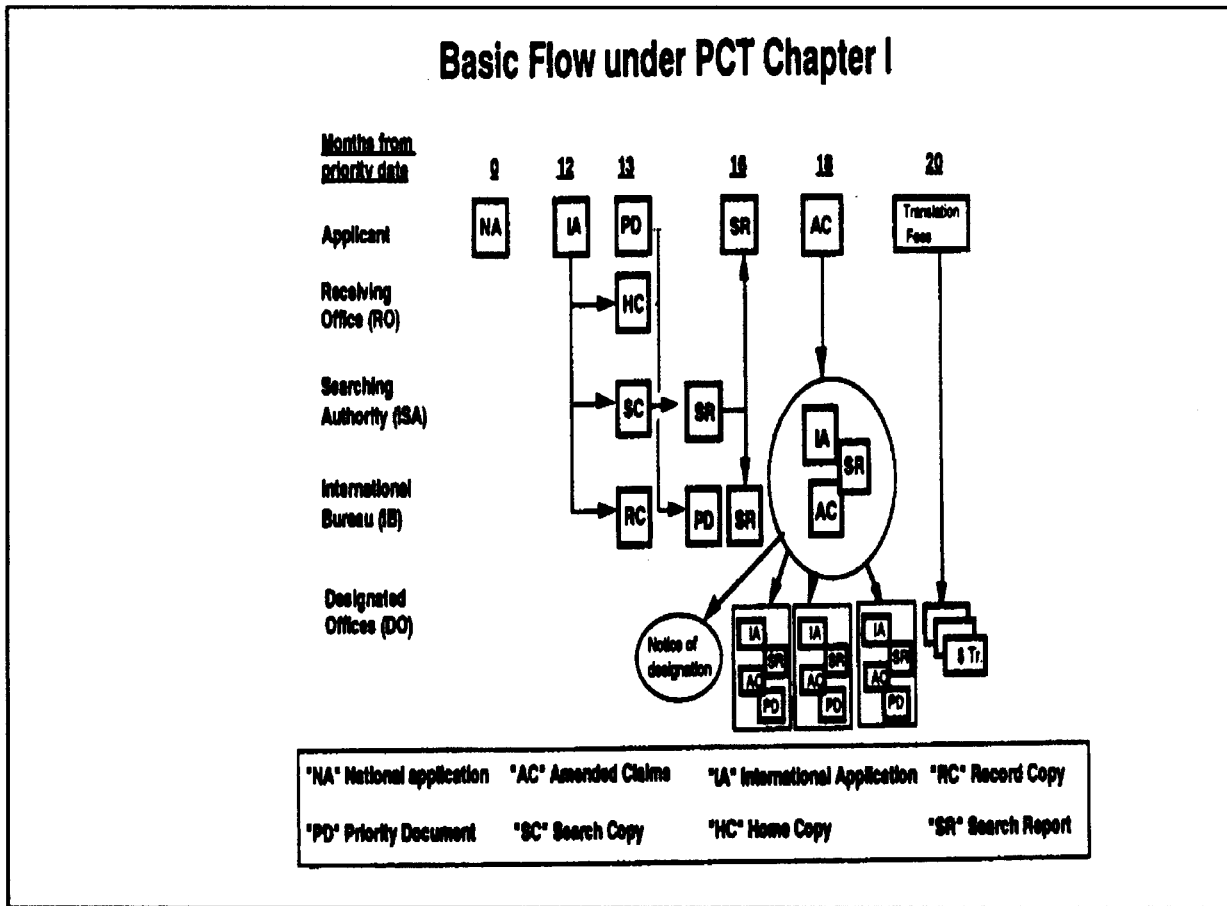 Basic Flow under PCT Chapter I
Months from
priority date
0 12 13 16 18 20
Applicant
NA IA PD SR AC Translation
Fees
Receiving
Office (RO)
HC
Searching
Authority (ISA)
SC SR
IA
SR
AC
International
Bureau (IB)
RC PD SR
Designated
Offices (DO)
Notice of
designation
IA
SR
AC
PD
IA
SR
AC
PD
IA
SR
AC
PD
$ Tr.
"NA" National application "AC" Amended Claims "IA" International Application "RC" Record Copy
"PD" Priority Document "SC" Search Copy "HC" Home Copy "SR" Search Report